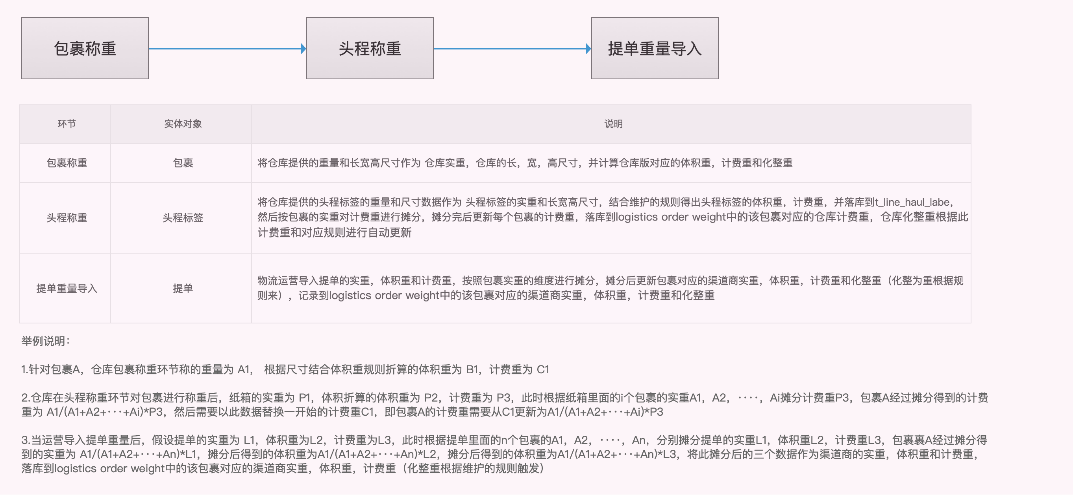 包裹称重
头程称重
提单重量导入
环节
实体对象
说明
包裹称重
包裹
将仓库提供的重量和长宽高尺寸作为 仓库实重，仓库的长，宽，高尺寸，并计算仓库版对应的体积重，计费重和化整重
头程称重
头程标签
将仓库提供的头程标签的重量和尺寸数据作为 头程标签的实重和长宽高尺寸，结合维护的规则得出头程标签的体积重，计费重，并落库到t_line_haul_labe，
然后按包裹的实重对计费重进行摊分，摊分完后更新每个包裹的计费重，落库到logistics order weight中的该包裹对应的仓库计费重，仓库化整重根据此
计费重和对应规则进行自动更新
提单重量导入
提单
物流运营导入提单的实重，体积重和计费重，按照包裹实重的维度进行摊分，摊分后更新包裹对应的渠道商实重，体积重，计费重和化整重（化整为重根据规
则来），记录到logistics order weight中的该包裹对应的渠道商实重，体积重，计费重和化整重
举例说明：
1.针对包裹A，仓库包裹称重环节称的重量为 A1， 根据尺寸结合体积重规则折算的体积重为 B1，计费重为 C1
2.仓库在头程称重环节对包裹进行称重后，纸箱的实重为 P1，体积折算的体积重为 P2，计费重为 P3，此时根据纸箱里面的i个包裹的实重A1，A2，····，Ai摊分计费重P3，包裹A经过摊分得到的计费
重为 A1/(A1+A2+···+Ai)*P3，然后需要以此数据替换一开始的计费重C1，即包裹A的计费重需要从C1更新为A1/(A1+A2+···+Ai)*P3
3.当运营导入提单重量后，假设提单的实重为 L1，体积重为L2，计费重为L3，此时根据提单里面的n个包裹的A1，A2，····，An，分别摊分提单的实重L1，体积重L2，计费重L3，包裹裹A经过摊分得
到的实重为 A1/(A1+A2+···+An)*L1，摊分后得到的体积重为A1/(A1+A2+···+An)*L2，摊分后得到的体积重为A1/(A1+A2+···+An)*L3，将此摊分后的三个数据作为渠道商的实重，体积重和计费重，
落库到logistics order weight中的该包裹对应的渠道商实重，体积重，计费重（化整重根据维护的规则触发）